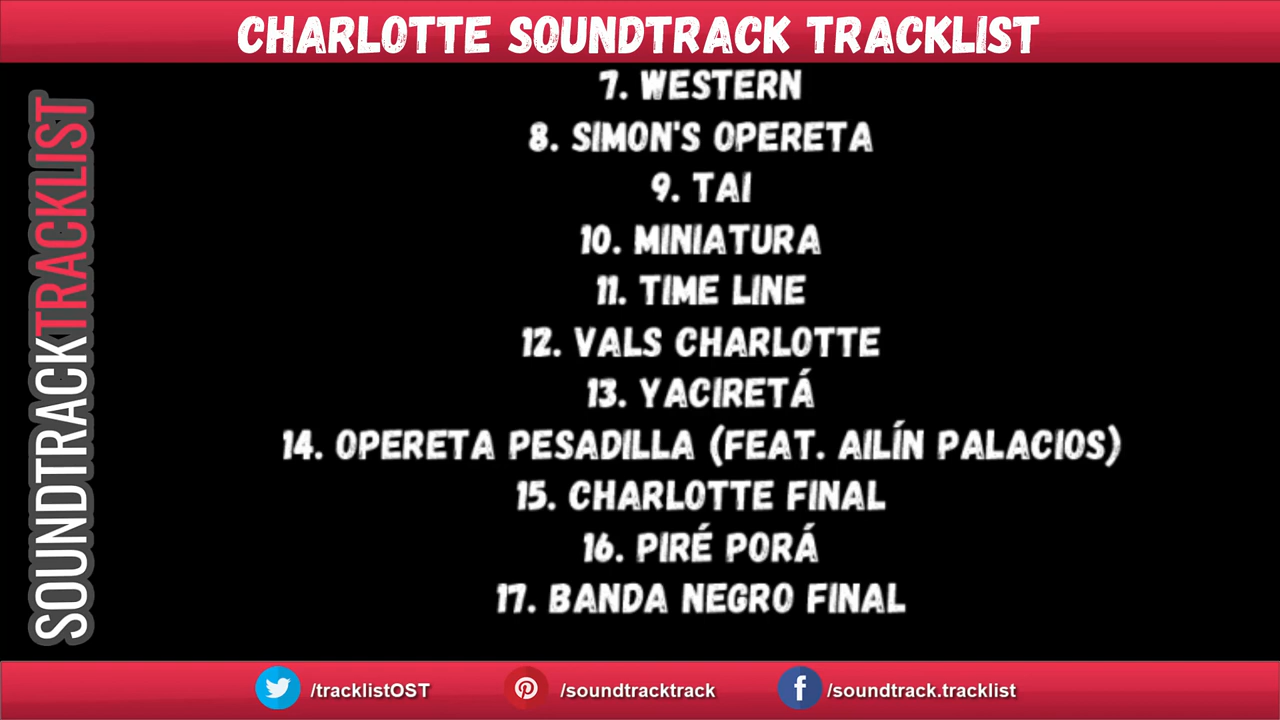 CHARLOTTE SOUNDTRACK TRACKLIST
SOUNDTRACKTRACKLIST
7. WESTERN
8. SIMON'S OPERETA
9. TAI
10. MINIATURA
11. TIME LINE
12. VALS CHARLOTTE
13. YACIRETÁ
14. OPERETA PESADILLA (FEAT. AILÍN PALACIOS)
15. CHARLOTTE FINAL
16. PIRÉ PORÁ
17. BANDA NEGRO FINAL
/tracklistOST
/soundtracktrack
/soundtrack.tracklist